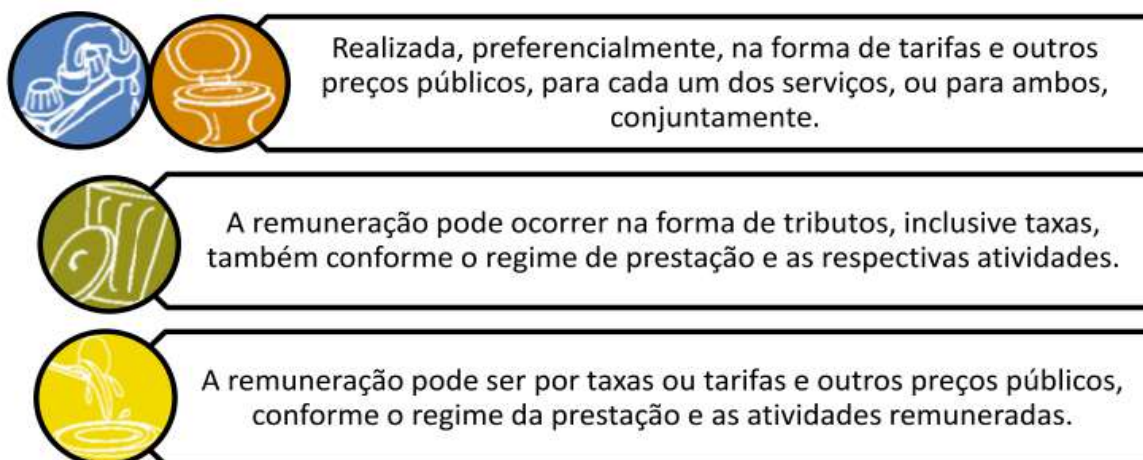 Realizada, preferencialmente, na forma de tarifas e outros
preços públicos, para cada um dos serviços, ou para ambos,
conjuntamente.
A remuneração pode ocorrer na forma de tributos, inclusive taxas,
também conforme o regime de prestação e as respectivas atividades.
A remuneração pode ser por taxas ou tarifas e outros preços públicos,
conforme o regime da prestação e as atividades remuneradas.